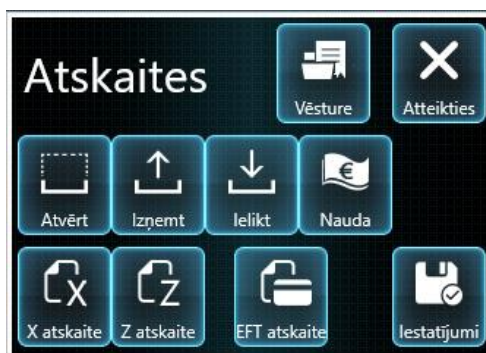 Atskaites
Vēsture
Atteikties
Atvērt
Izņemt
Ielikt
Nauda
X atskaite
Z atskaite
EFT atskaite
Iestatījumi